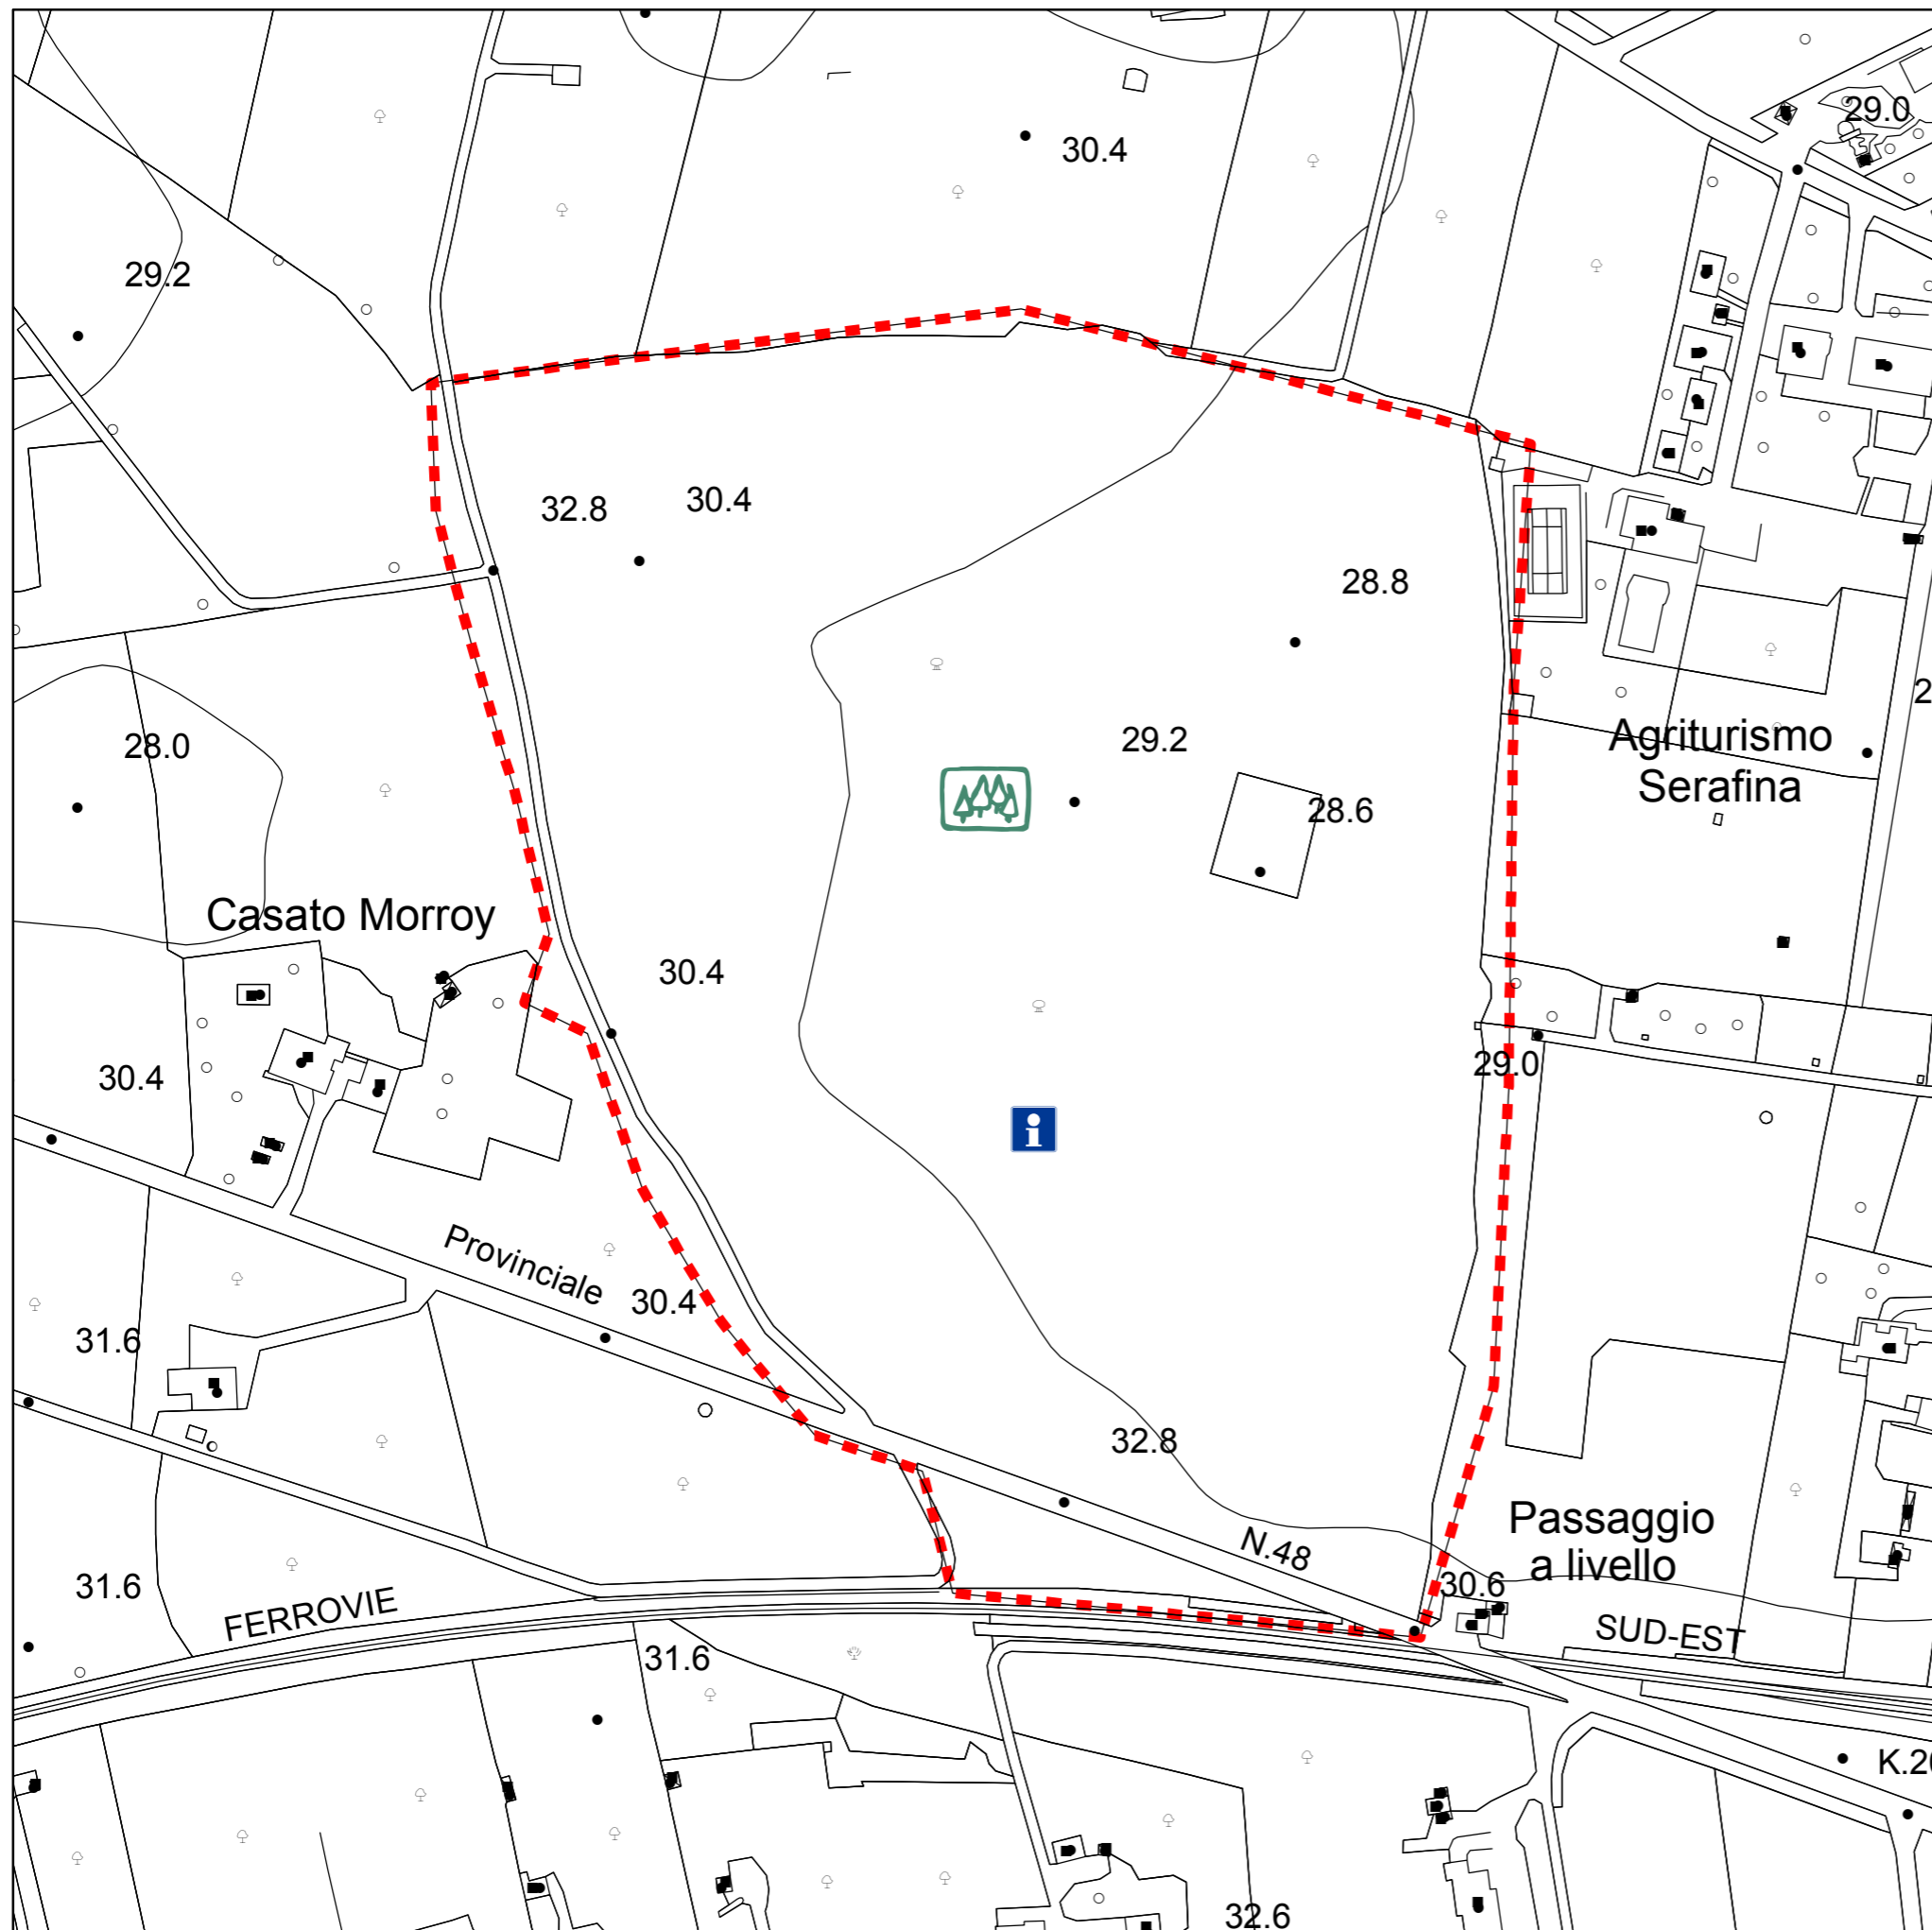 29.0
30.4
29.2
32.8
30.4
28.8
Agriturismo
Serafina
29.2
28.0
28.6
Casato Morroy
30.4
i
29.0
30.4
Provinciale
30.4
31.6
32.8
Passaggio
a livello
N.48
30.6
31.6
FERROVIE
SUD-EST
31.6
32.6